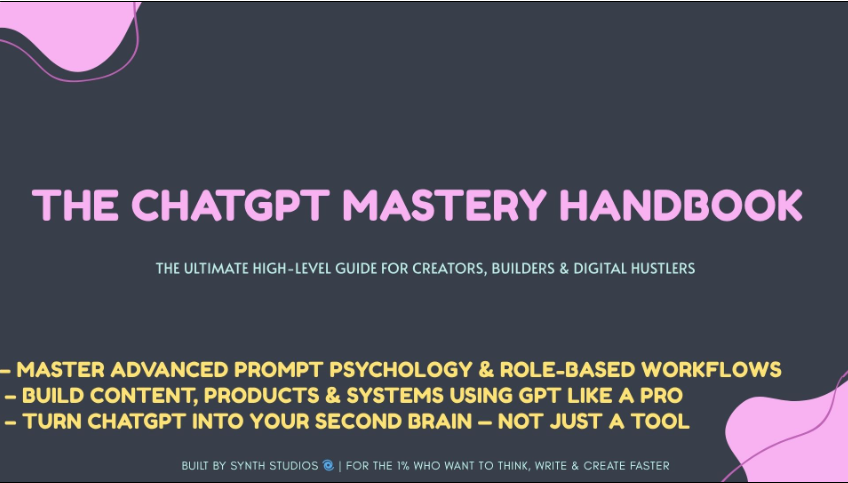 THE CHATGPT MASTERY HANDBOOK
THE ULTIMATE HIGH-LEVEL GUIDE FOR CREATORS, BUILDERS & DIGITAL HUSTLERS
– MASTER ADVANCED PROMPT PSYCHOLOGY & ROLE-BASED WORKFLOWS
– BUILD CONTENT, PRODUCTS & SYSTEMS USING GPT LIKE A PRO
– TURN CHATGPT INTO YOUR SECOND BRAIN — NOT JUST A TOOL
BUILT BY SYNTH STUDIOS 🌀 | FOR THE 1% WHO WANT TO THINK, WRITE & CREATE FASTER